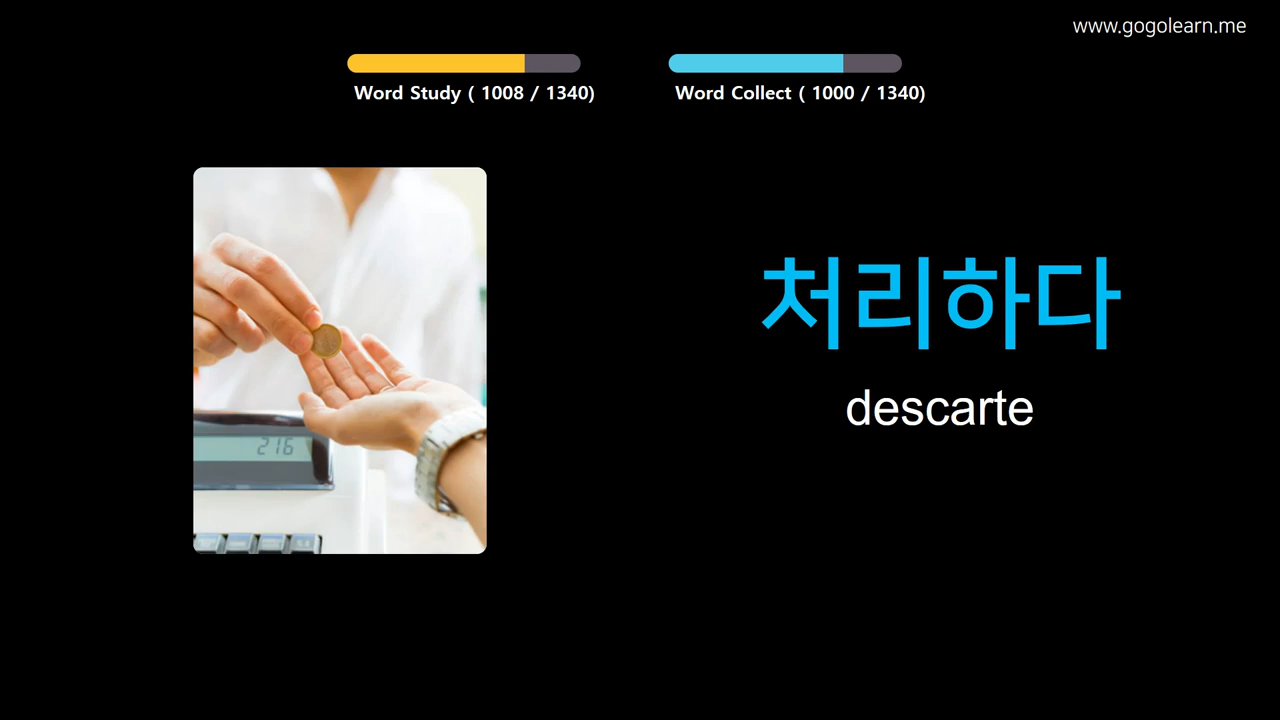 www.gogolearn.me
Word Study ( 1008 / 1340)
Word Collect ( 1000 / 1340)
처리하다
descarte
216